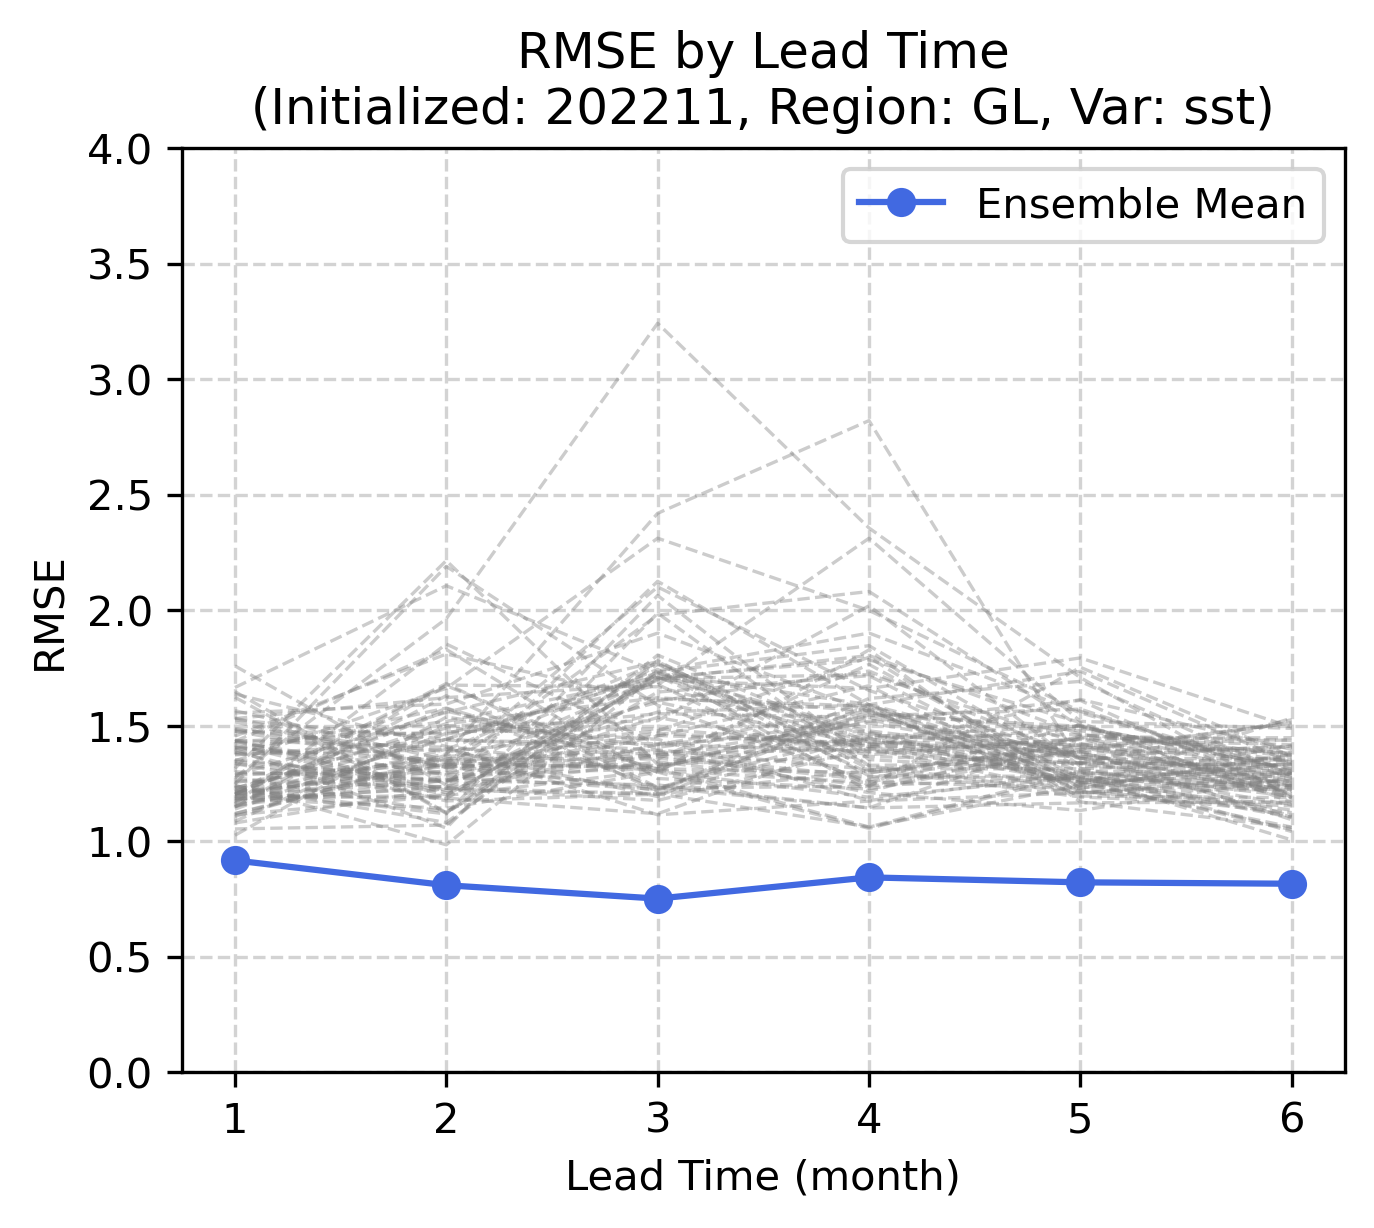 RMSE by Lead Time
(Initialized: 202211, Region: GL, Var: sst)
4.0
3.5
3.0
2.5
2.0
1.5
1.0
0.5
0.0
RMSE
Ensemble Mean
1 2 3 4 5 6
Lead Time (month)